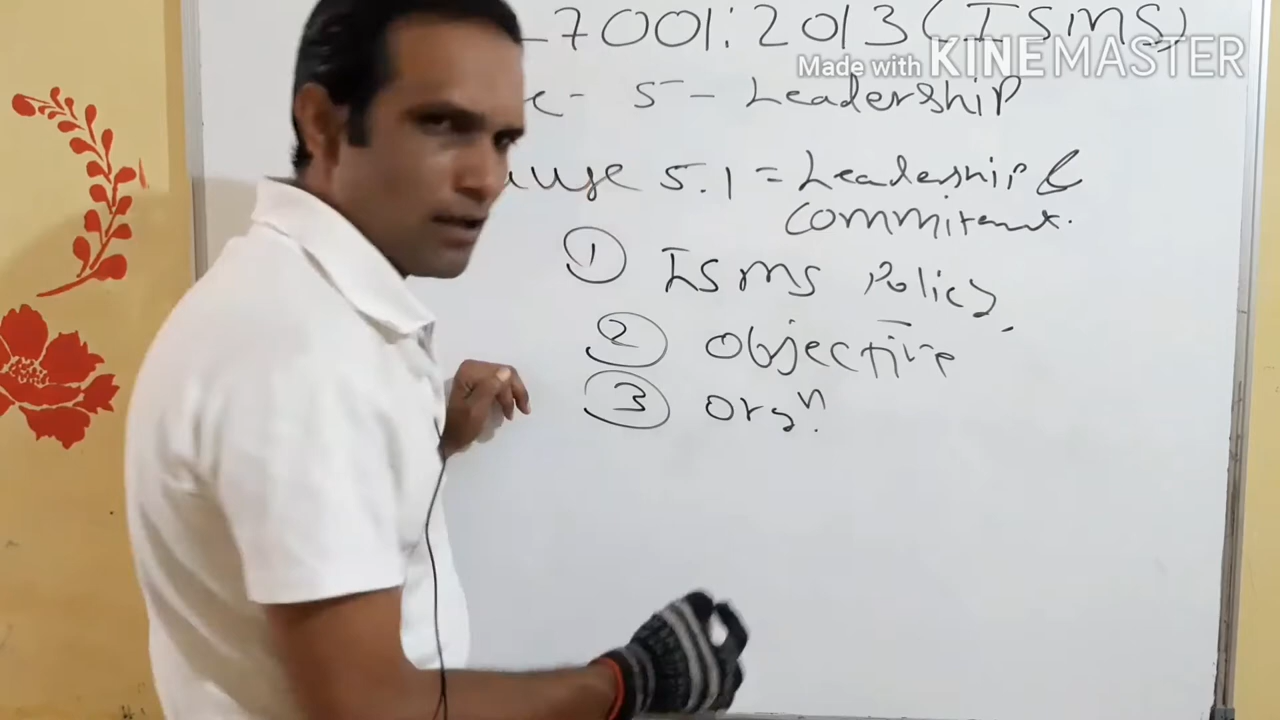 27001:2013 (ISMS)
Made with KINEMASTER
5 - Leadership
5.1 = Leadership &
commitment.
① ISMS Policy,
② Objective
③ Orgⁿ